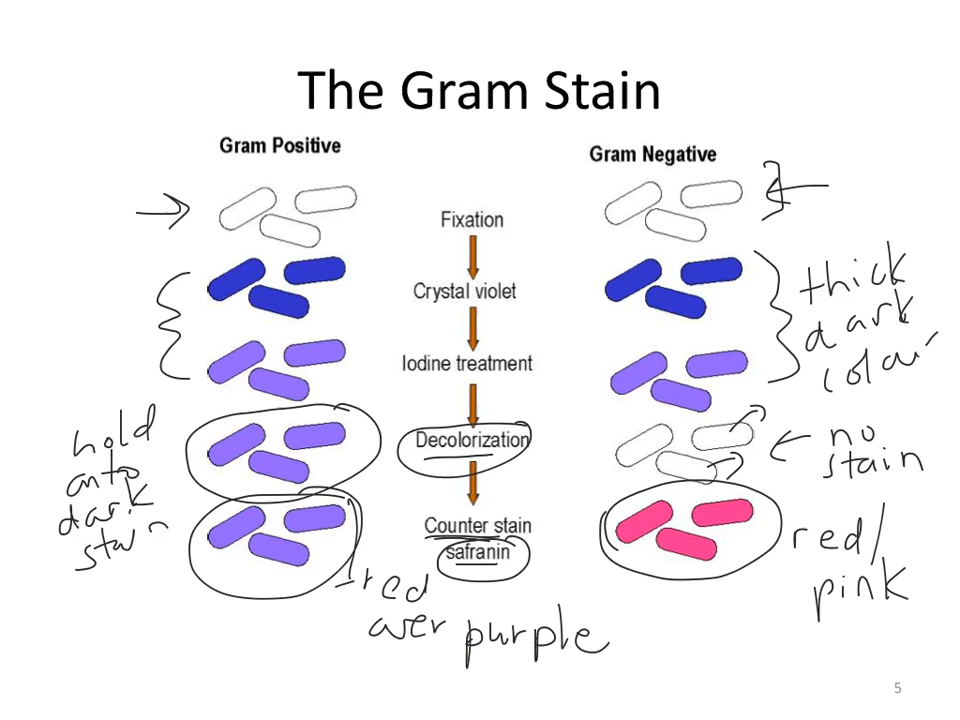 The Gram Stain
Gram Positive
Gram Negative
Fixation
Crystal violet
Iodine treatment
Decolorization
Counter stain
safranin
hold
onto
dark
stain
thick
dark
colour
no
stain
red/
pink
red
over purple
5